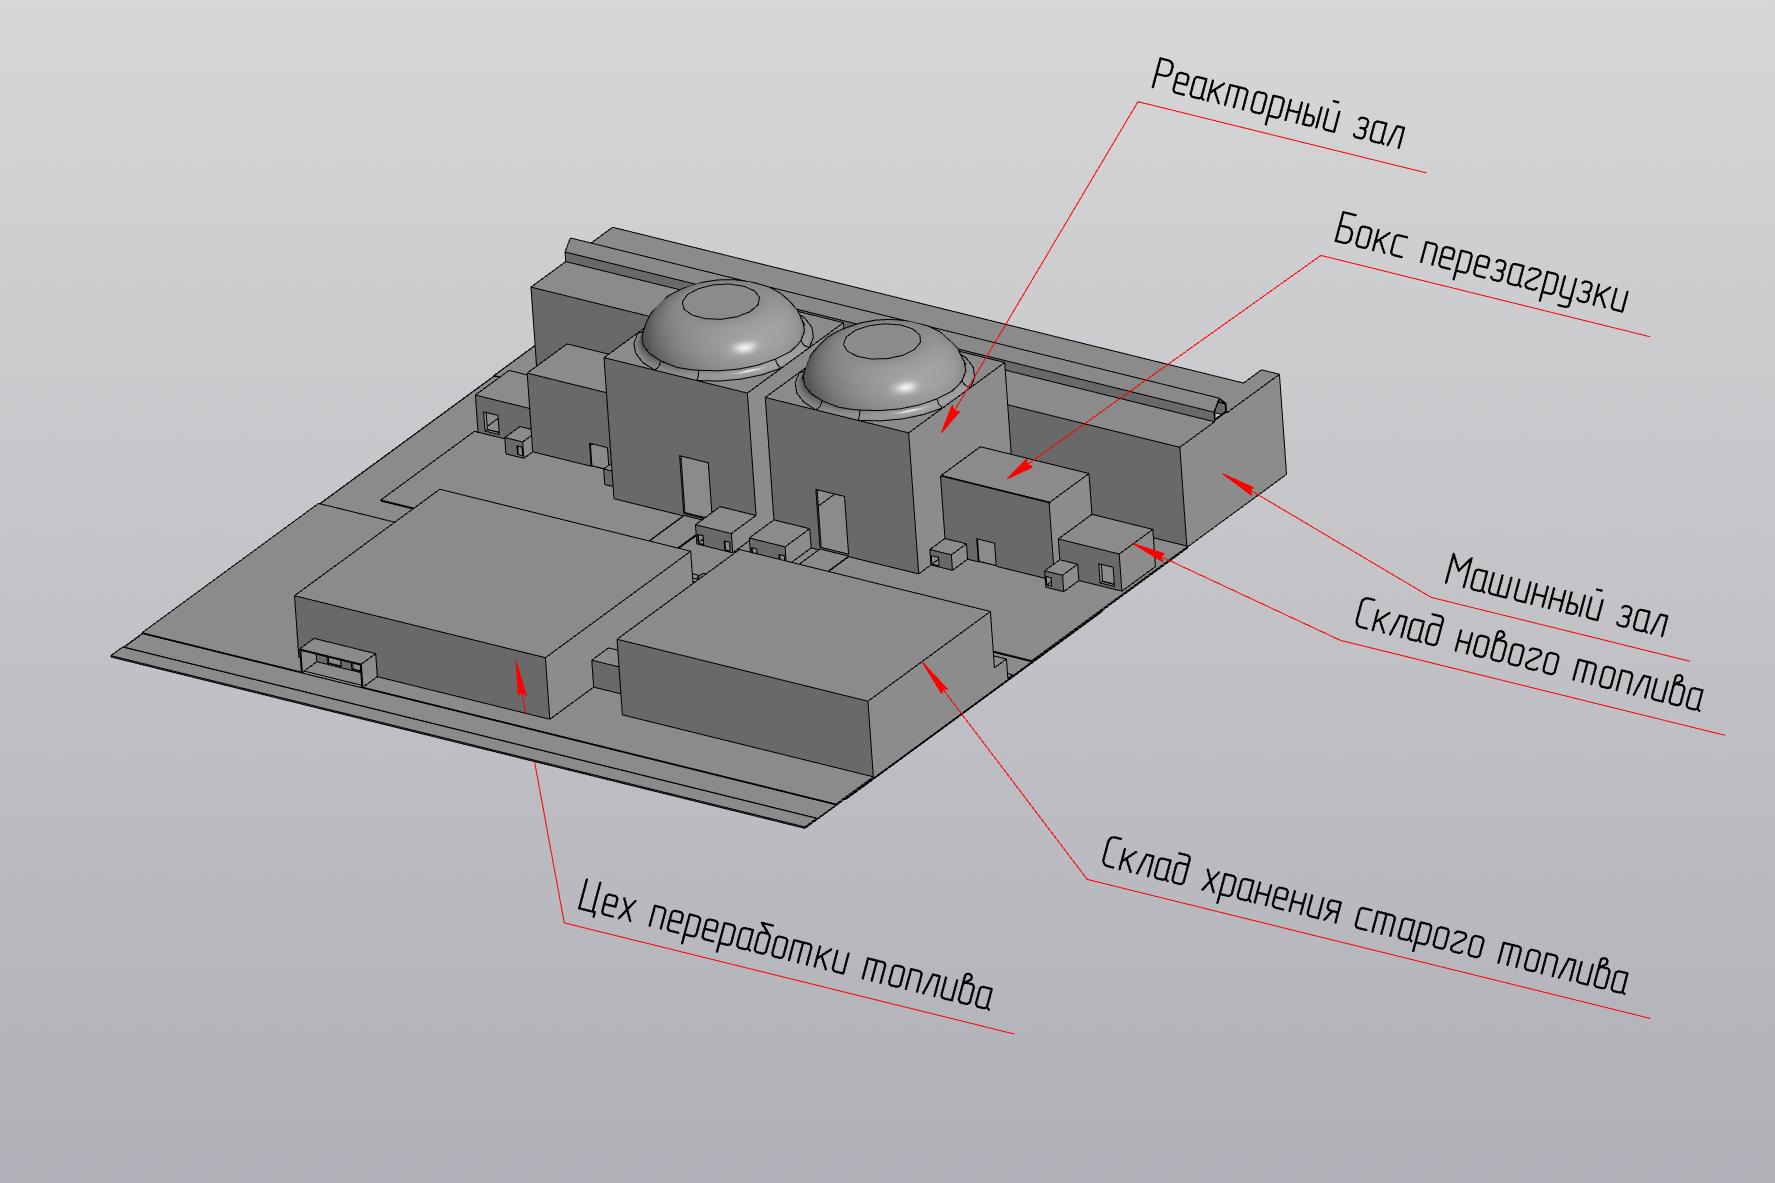 Реакторный зал
Бокс перезагрузки
Машинный зал
Склад нового топлива
Склад хранения старого топлива
Цех переработки топлива